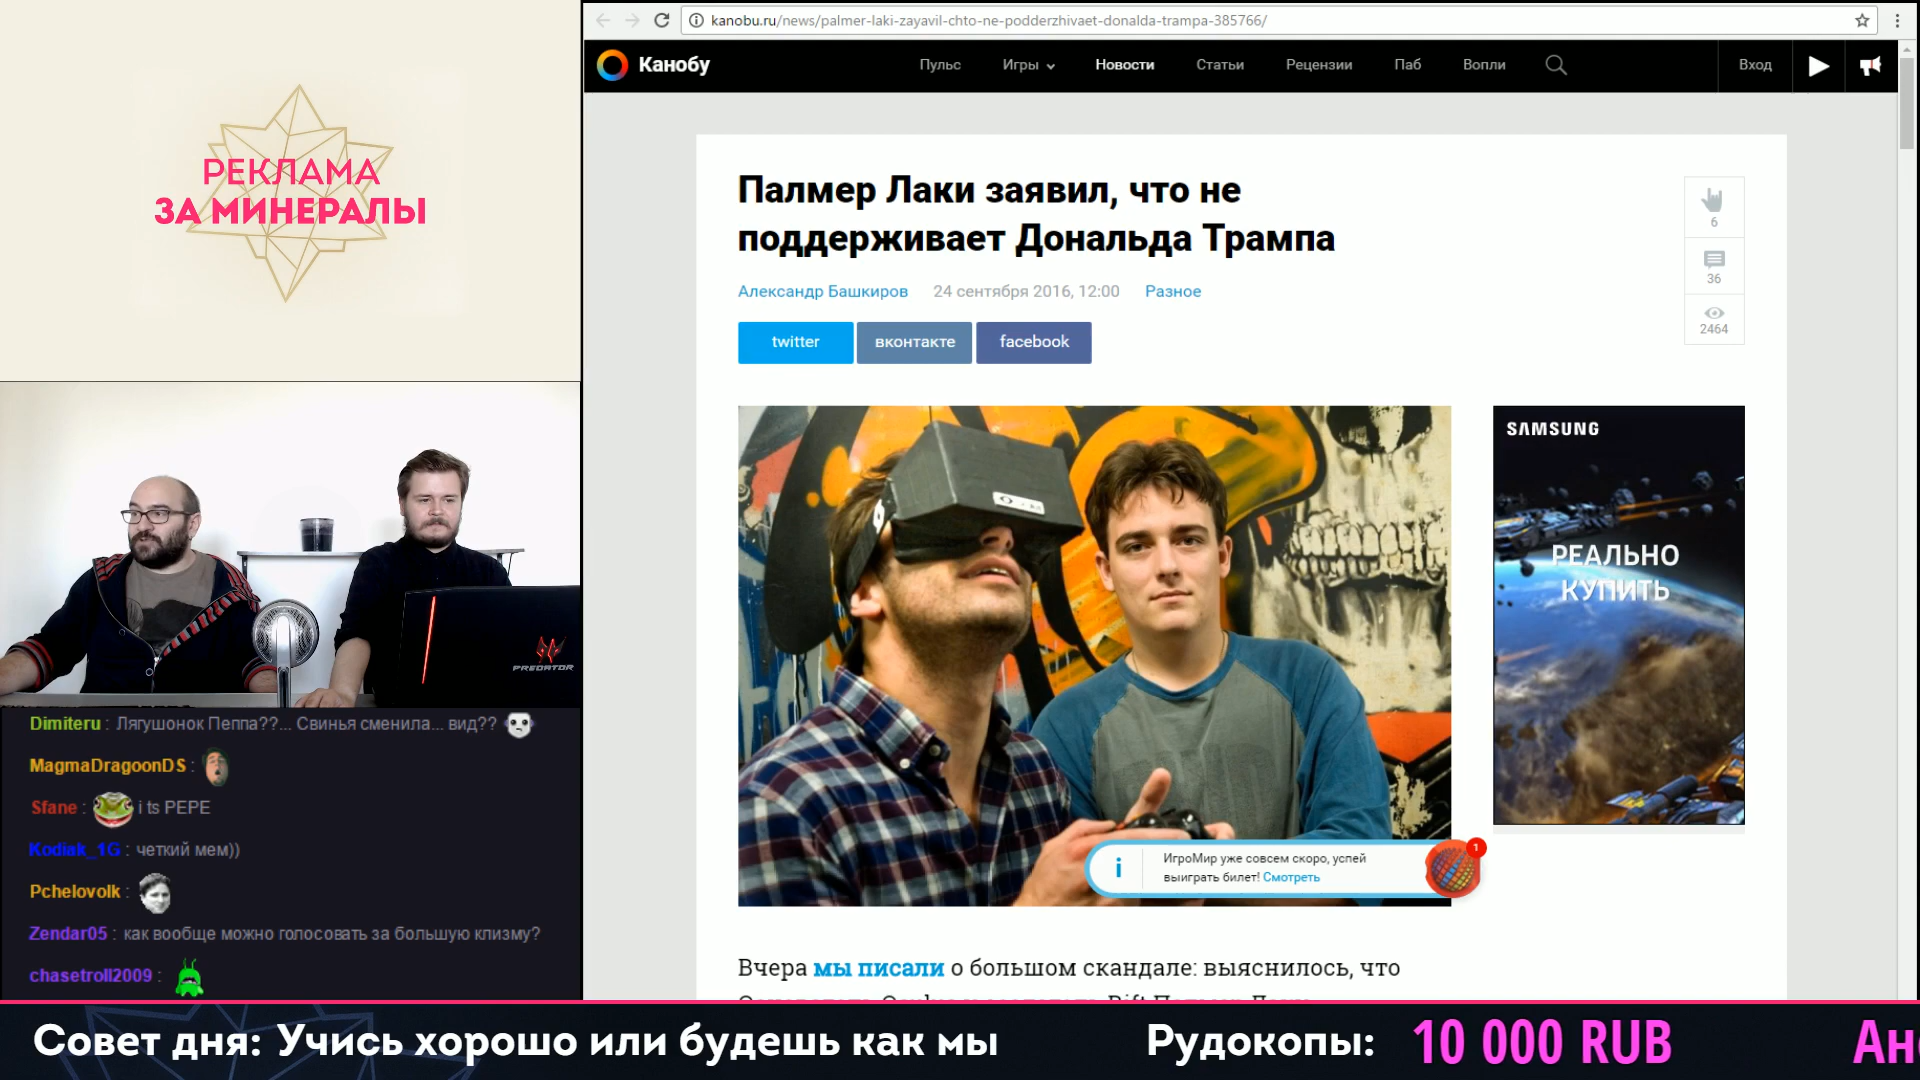 kanobu.ru/news/palmer-laki-zayavil-chto-ne-podderzhivaet-donalda-trampa-385766/
Канобу
Пульс
Игры
Новости
Статьи
Рецензии
Паб
Вопли
Вход
РЕКЛАМА
ЗА МИНЕРАЛЫ
Палмер Лаки заявил, что не
поддерживает Дональда Трампа
6
36
2464
Александр Башкиров
24 сентября 2016, 12:00
Разное
twitter
вконтакте
facebook
SAMSUNG
РЕАЛЬНО
КУПИТЬ
PREDATOR
ИгроМир уже совсем скоро, успей
выиграть билет! Смотреть
1
Вчера мы писали о большом скандале: выяснилось, что
Dimiteru : Лягушонок Пеппа??... Свинья сменила... вид??
MagmaDragoonDS :
Sfane : i ts PEPE
Kodiak_1G : четкий мем))
Pchelovolk :
Zendar05 : как вообще можно голосовать за большую клизму?
chasetroll2009 :
Совет дня: Учись хорошо или будешь как мы
Рудокопы: 10 000 RUB